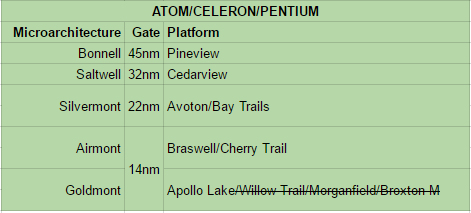 ATOM/CELERON/PENTIUM
Microarchitecture Gate Platform
Bonnell 45nm Pineview
Saltwell 32nm Cedarview
Silvermont 22nm Avoton/Bay Trails
Airmont Braswell/Cherry Trail
14nm
Goldmont Apollo Lake/Willow Trail/Morganfield/Broxton M